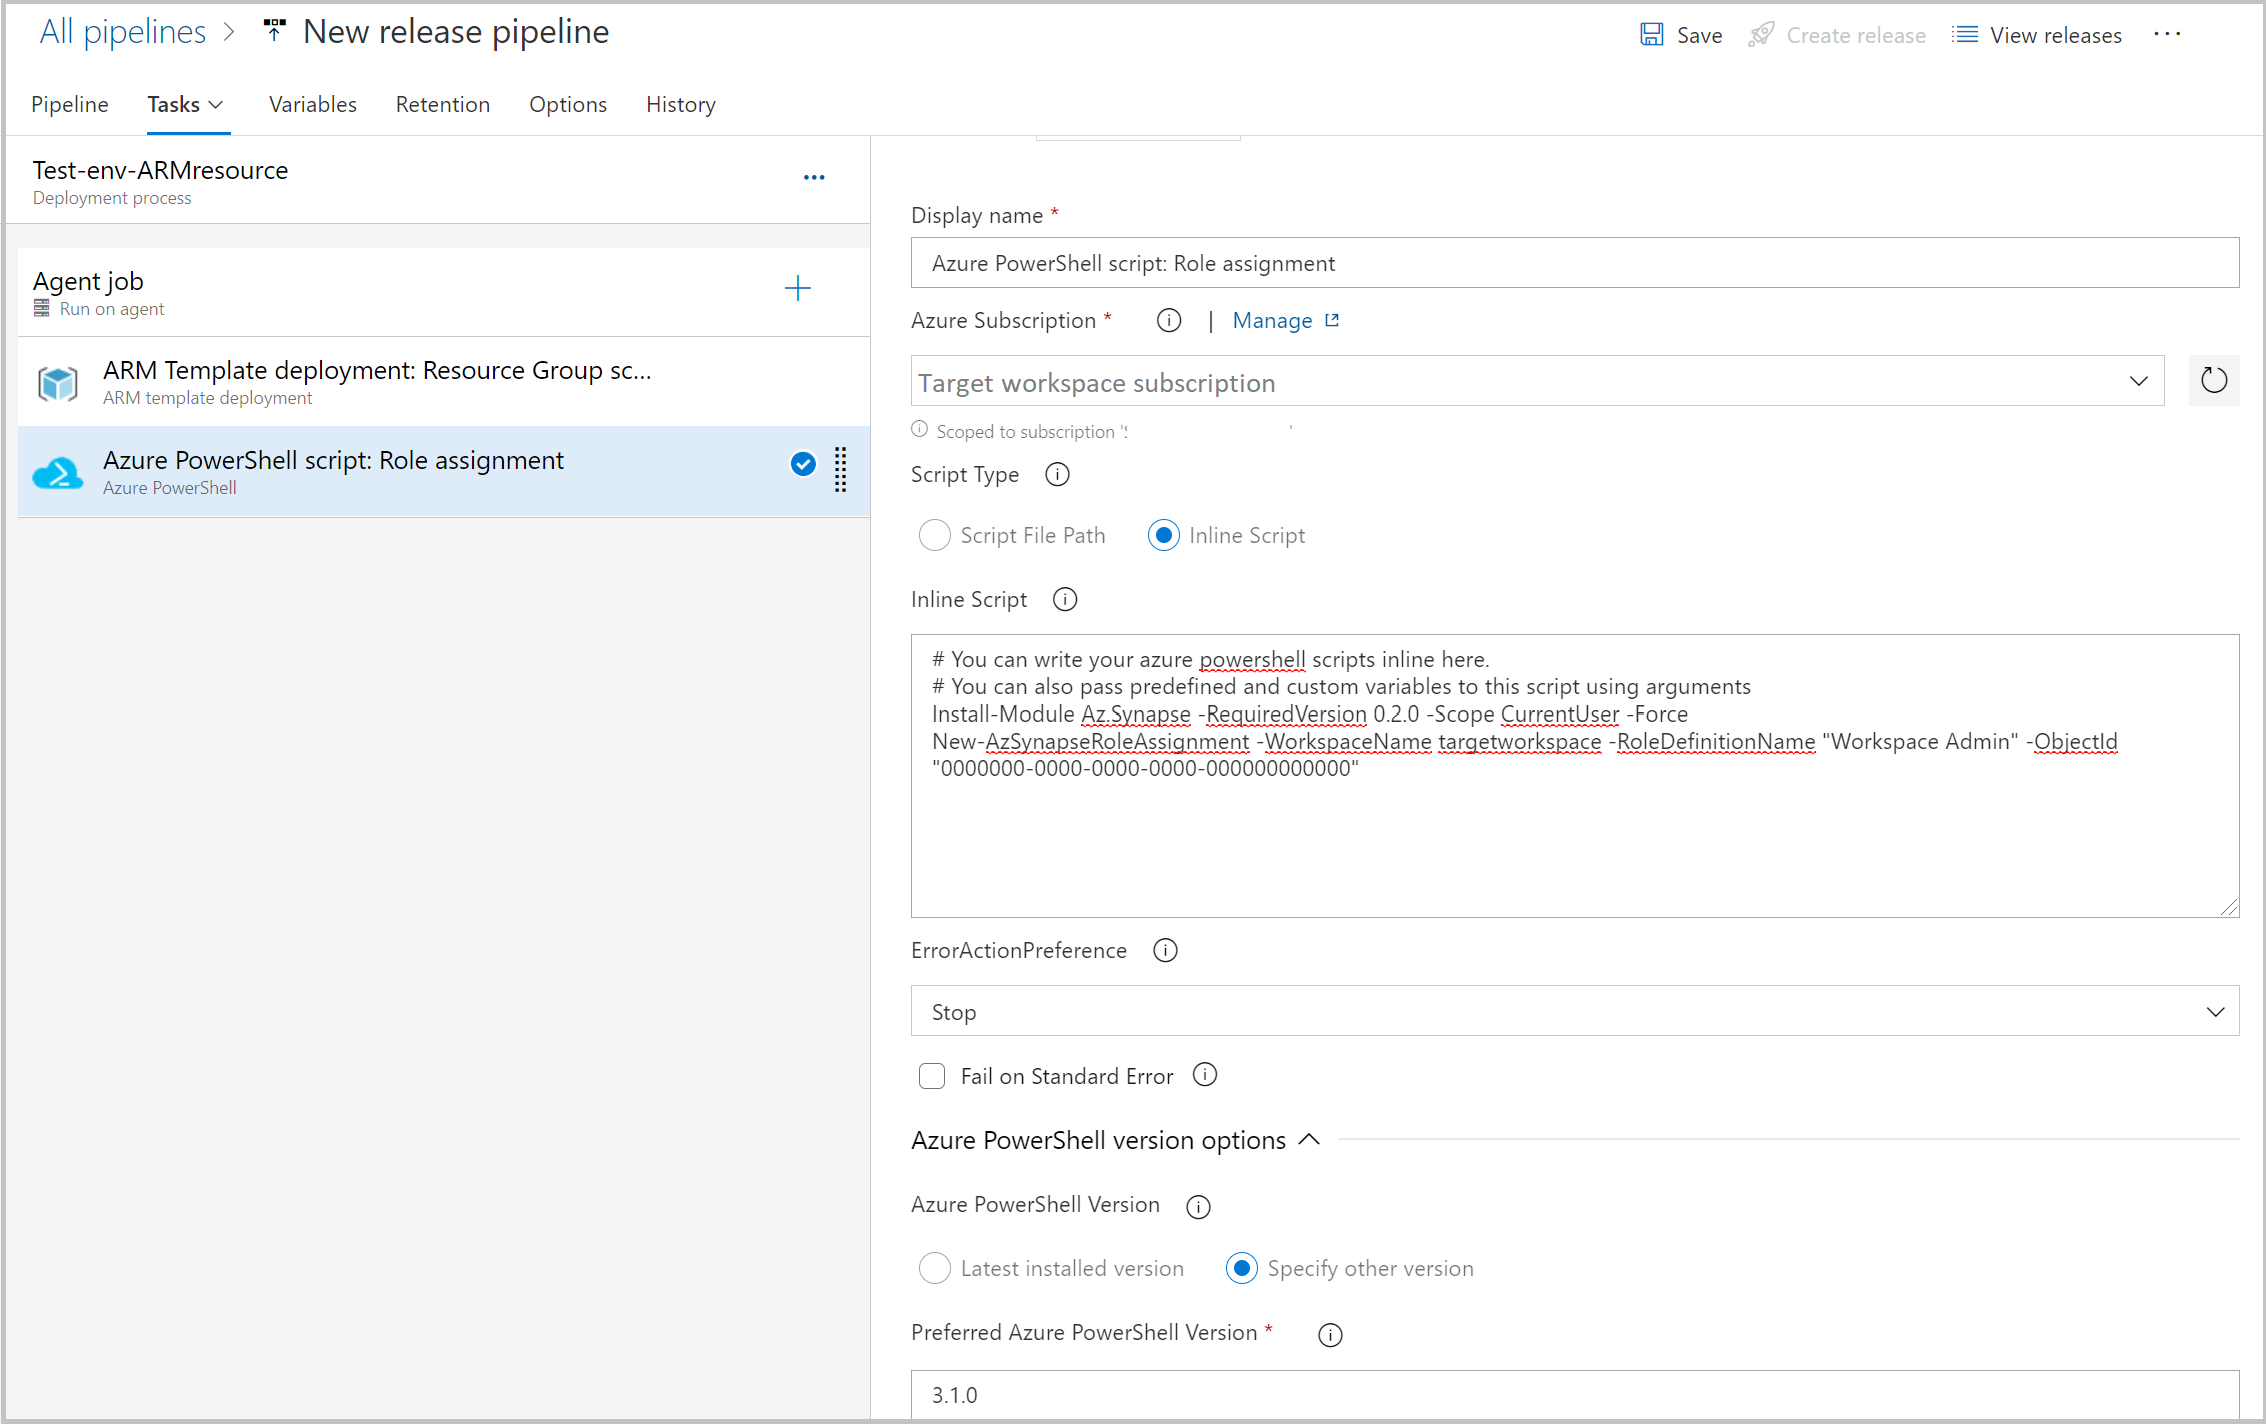 All pipelines > New release pipeline
Save Create release View releases ...
Pipeline Tasks Variables Retention Options History
Test-env-ARMresource
Deployment process
Agent job
Run on agent
ARM Template deployment: Resource Group sc...
ARM template deployment
Azure PowerShell script: Role assignment
Azure PowerShell
Display name *
Azure PowerShell script: Role assignment
Azure Subscription * | Manage
Target workspace subscription
Scoped to subscription '
Script Type
Script File Path Inline Script
Inline Script
# You can write your azure powershell scripts inline here.
# You can also pass predefined and custom variables to this script using arguments
Install-Module Az.Synapse -RequiredVersion 0.2.0 -Scope CurrentUser -Force
New-AzSynapseRoleAssignment -WorkspaceName targetworkspace -RoleDefinitionName "Workspace Admin" -ObjectId
"0000000-0000-0000-0000-000000000000"
ErrorActionPreference
Stop
Fail on Standard Error
Azure PowerShell version options
Azure PowerShell Version
Latest installed version Specify other version
Preferred Azure PowerShell Version *
3.1.0